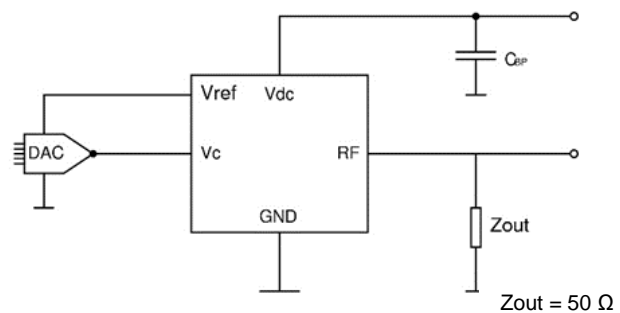 C_BP
Vref
Vdc
DAC
Vc
RF
GND
Zout
Zout = 50 Ω